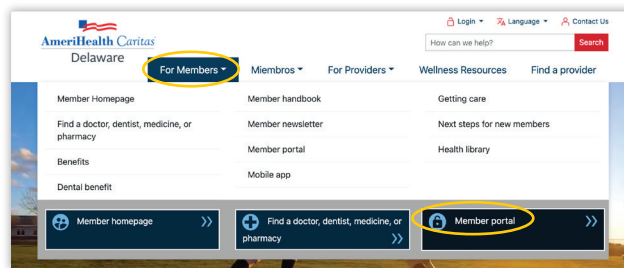 Login
Language
Contact Us
AmeriHealth Caritas
Delaware
How can we help?
Search
For Members
Miembros
For Providers
Wellness Resources
Find a provider
Member Homepage
Member handbook
Getting care
Find a doctor, dentist, medicine, or
pharmacy
Member newsletter
Next steps for new members
Member portal
Health library
Benefits
Mobile app
Dental benefit
Member homepage
Find a doctor, dentist, medicine, or
pharmacy
Member portal